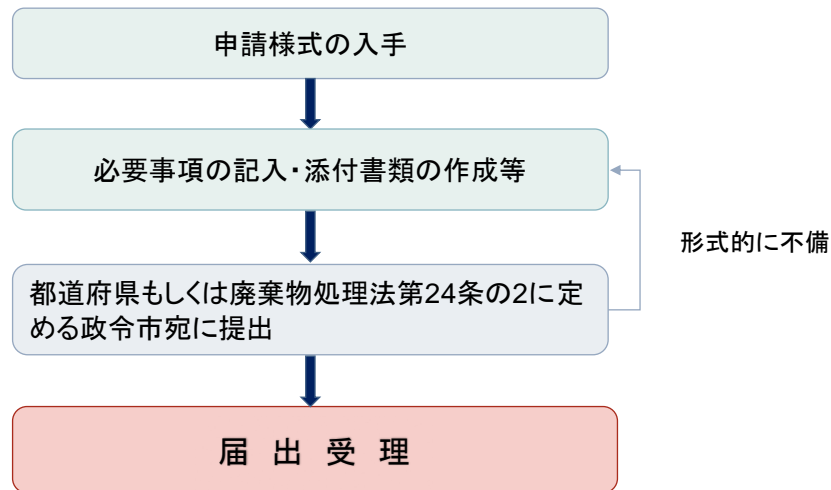 申請様式の入手
必要事項の記入・添付書類の作成等
形式的に不備
都道府県もしくは廃棄物処理法第24条の2に定
める政令市宛に提出
届 出 受 理